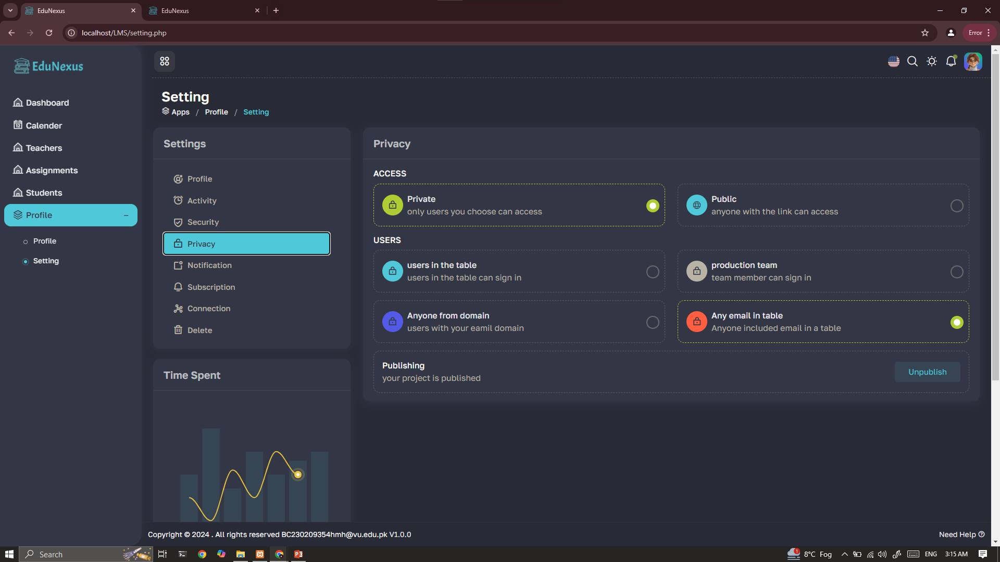 EduNexus
EduNexus
localhost/LMS/setting.php
Error
EduNexus
Dashboard
12 Calender
Teachers
Assignments
Students
Profile
Profile
Setting
Setting
Apps / Profile / Setting
Settings
Profile
Activity
Security
Privacy
Notification
Subscription
Connection
Delete
Time Spent
Privacy
ACCESS
Private
only users you choose can access
Public
anyone with the link can access
USERS
users in the table
users in the table can sign in
production team
team member can sign in
Anyone from domain
users with your eamil domain
Any email in table
Anyone included email in a table
Publishing
your project is published
Unpublish
Copyright © 2024 . All rights reserved BC230209354hmh@vu.edu.pk V1.0.0
Need Help
Search
1
8°C Fog
ENG
3:15 AM